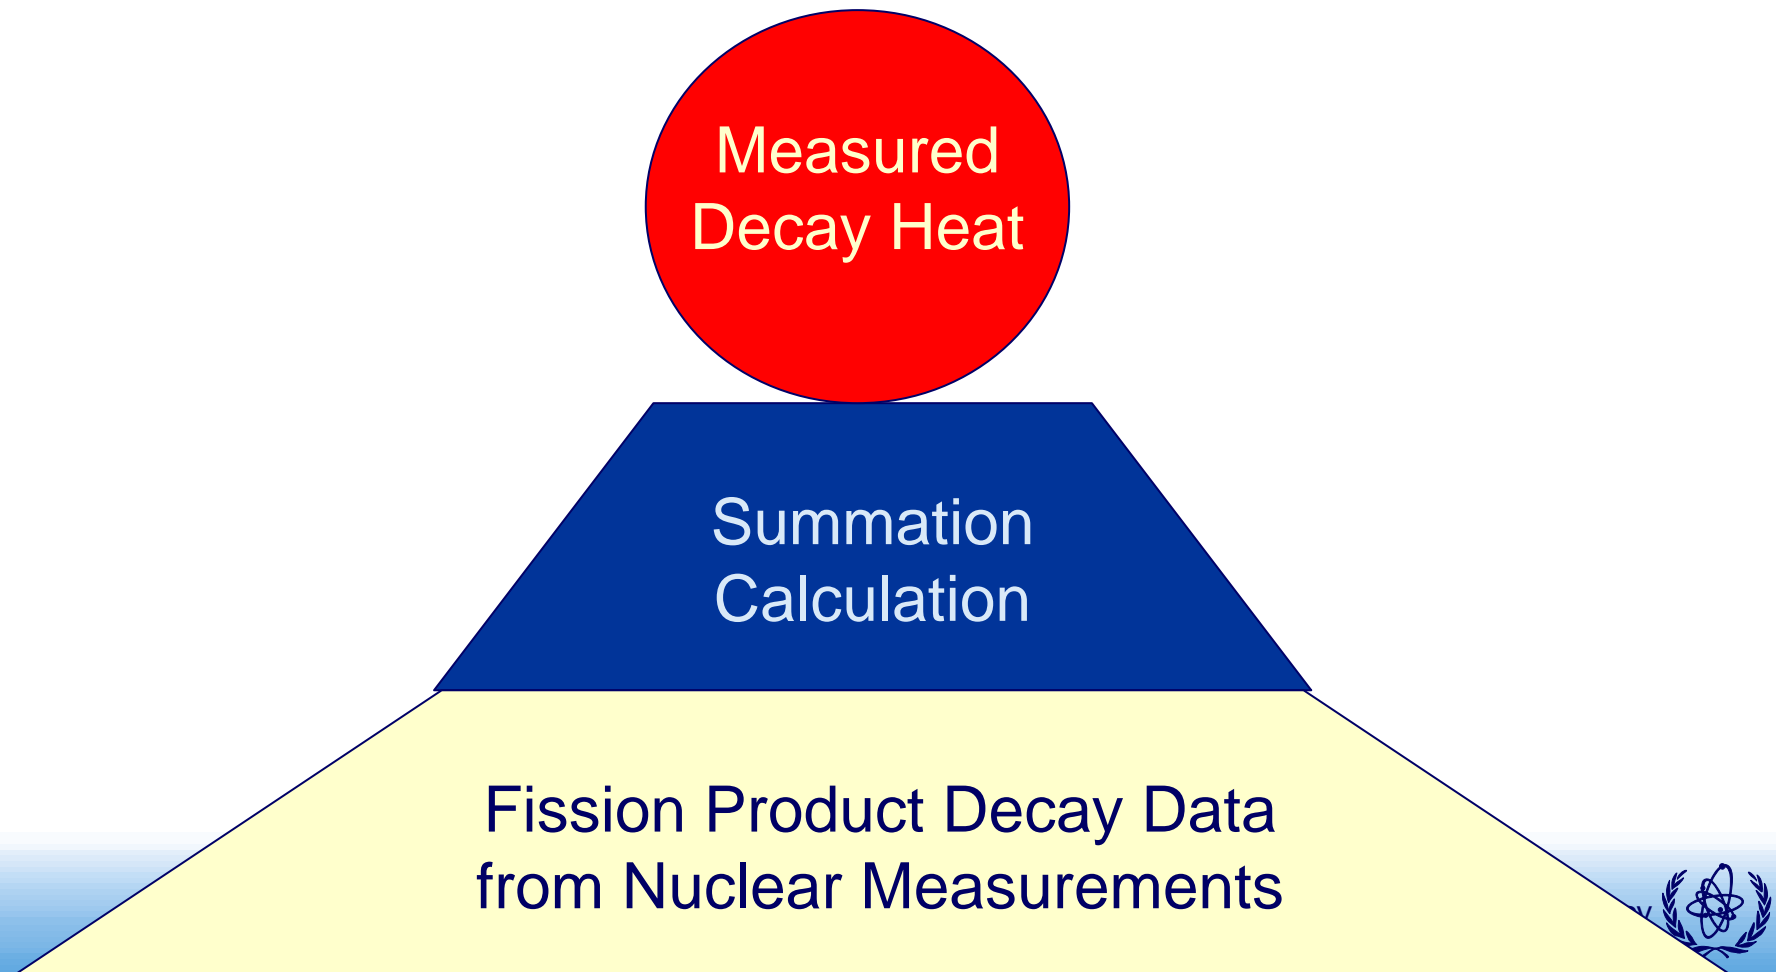 Measured
Decay Heat
Summation
Calculation
Fission Product Decay Data
from Nuclear Measurements